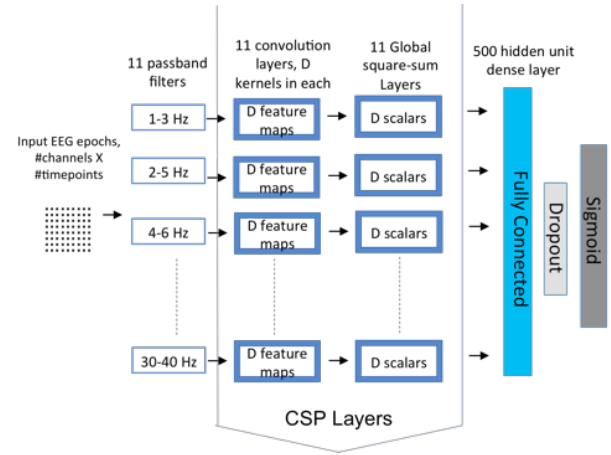 11 passband
filters
11 convolution
layers, D
kernels in each
11 Global
square-sum
Layers
500 hidden unit
dense layer
Input EEG epochs,
#channels X
#timepoints
1-3 Hz
D feature
maps
D scalars
2-5 Hz
D feature
maps
D scalars
4-6 Hz
D feature
maps
D scalars
30-40 Hz
D feature
maps
D scalars
Fully Connected
Dropout
Sigmoid
CSP Layers